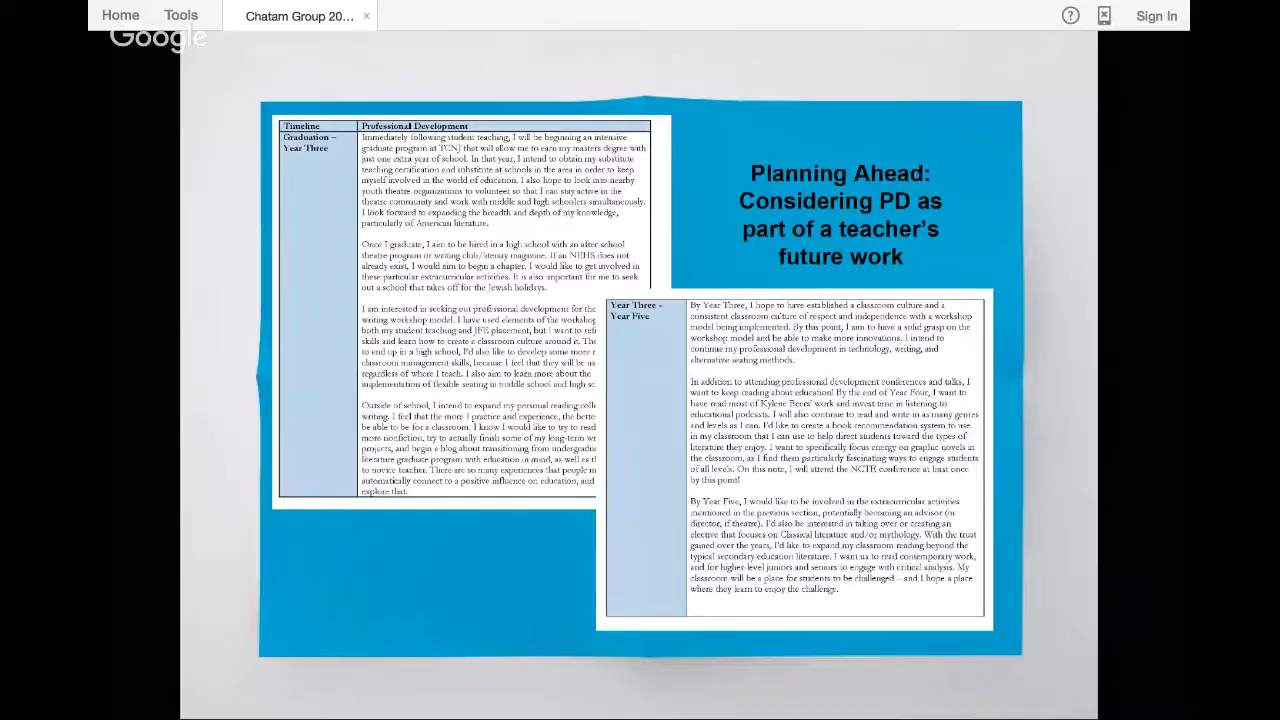 Home
Tools
Chatam Group 20...
×
?
Sign In
Google
Timeline
Professional Development
Graduation –
Year Three
Immediately following student teaching, I will be beginning an intensive
graduate program at TCNJ that will allow me to earn my masters degree with
just one extra year of school. In that year, I intend to obtain my substitute
teaching certification and substitute at schools in the area in order to keep
myself involved in the world of education. I also hope to look into nearby
youth theatre organizations to volunteer so that I can stay active in the
theatre community and work with middle and high schoolers simultaneously.
I look forward to expanding the breadth and depth of my knowledge,
particularly of American literature.
Once I graduate, I aim to be hired in a high school with an after-school
theatre program or writing club/literary magazine. If an NEHS does not
already exist, I would aim to begin a chapter. I would like to get involved in
these particular extracurricular activities. It is also important for me to seek
out a school that takes off for the Jewish holidays.
I am interested in seeking out professional development for the
writing workshop model. I have used elements of the workshop
both my student teaching and JFE placement, but I want to refi
skills and learn how to create a classroom culture around it. The
to end up in a high school, I'd also like to develop some more r
classroom management skills, because I feel that they will be us
regardless of where I teach. I also aim to learn more about the
implementation of flexible seating in middle school and high sc
Outside of school, I intend to expand my personal reading colle
writing. I feel that the more I practice and experience, the bette
be able to be for a classroom. I know I would like to try to read
more nonfiction, try to actually finish some of my long-term wr
projects, and begin a blog about transitioning from undergradu
literature graduate program with education in mind, as well as th
to novice teacher. There are so many experiences that people m
automatically connect to a positive influence on education, and
explore that.
Planning Ahead:
Considering PD as
part of a teacher's
future work
Year Three -
Year Five
By Year Three, I hope to have established a classroom culture and a
consistent classroom culture of respect and independence with a workshop
model being implemented. By this point, I aim to have a solid grasp on the
workshop model and be able to make more innovations. I intend to
continue my professional development in technology, writing, and
alternative seating methods.
In addition to attending professional development conferences and talks, I
want to keep reading about education! By the end of Year Four, I want to
have read most of Kylene Beers' work and invest time in listening to
educational podcasts. I will also continue to read and write in as many genres
and levels as I can. I'd like to create a book recommendation system to use
in my classroom that I can use to help direct students toward the types of
literature they enjoy. I want to specifically focus energy on graphic novels in
the classroom, as I find them particularly fascinating ways to engage students
of all levels. On this note, I will attend the NCTE conference at least once
by this point!
By Year Five, I would like to be involved in the extracurricular activities
mentioned in the previous section, potentially becoming an advisor (or
director, if theatre). I'd also be interested in taking over or creating an
elective that focuses on Classical literature and/or mythology. With the trust
gained over the years, I'd like to expand my classroom reading beyond the
typical secondary education literature. I want us to read contemporary work,
and for higher-level juniors and seniors to engage with critical analysis. My
classroom will be a place for students to be challenged – and I hope a place
where they learn to enjoy the challenge.